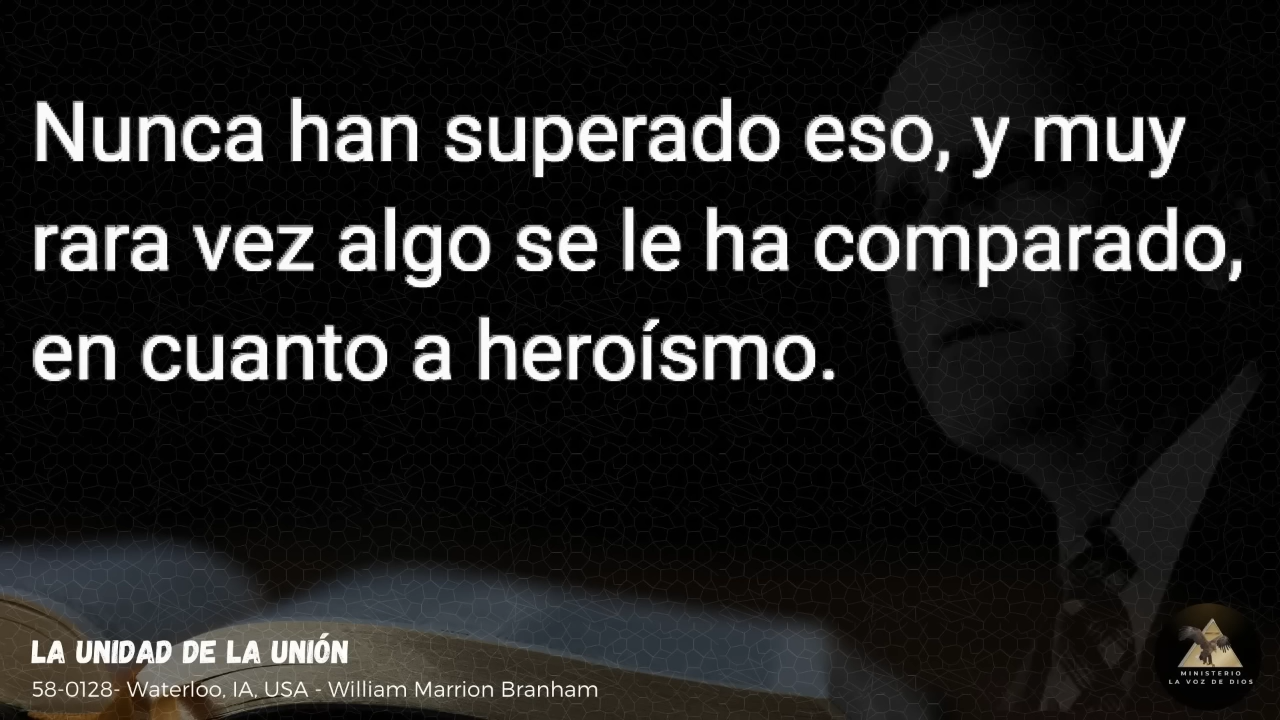 Nunca han superado eso, y muy
rara vez algo se le ha comparado,
en cuanto a heroísmo.
LA UNIDAD DE LA UNIÓN
58-0128- Waterloo, IA, USA - William Marrion Branham
MINISTERIO
LA VOZ DE DIOS